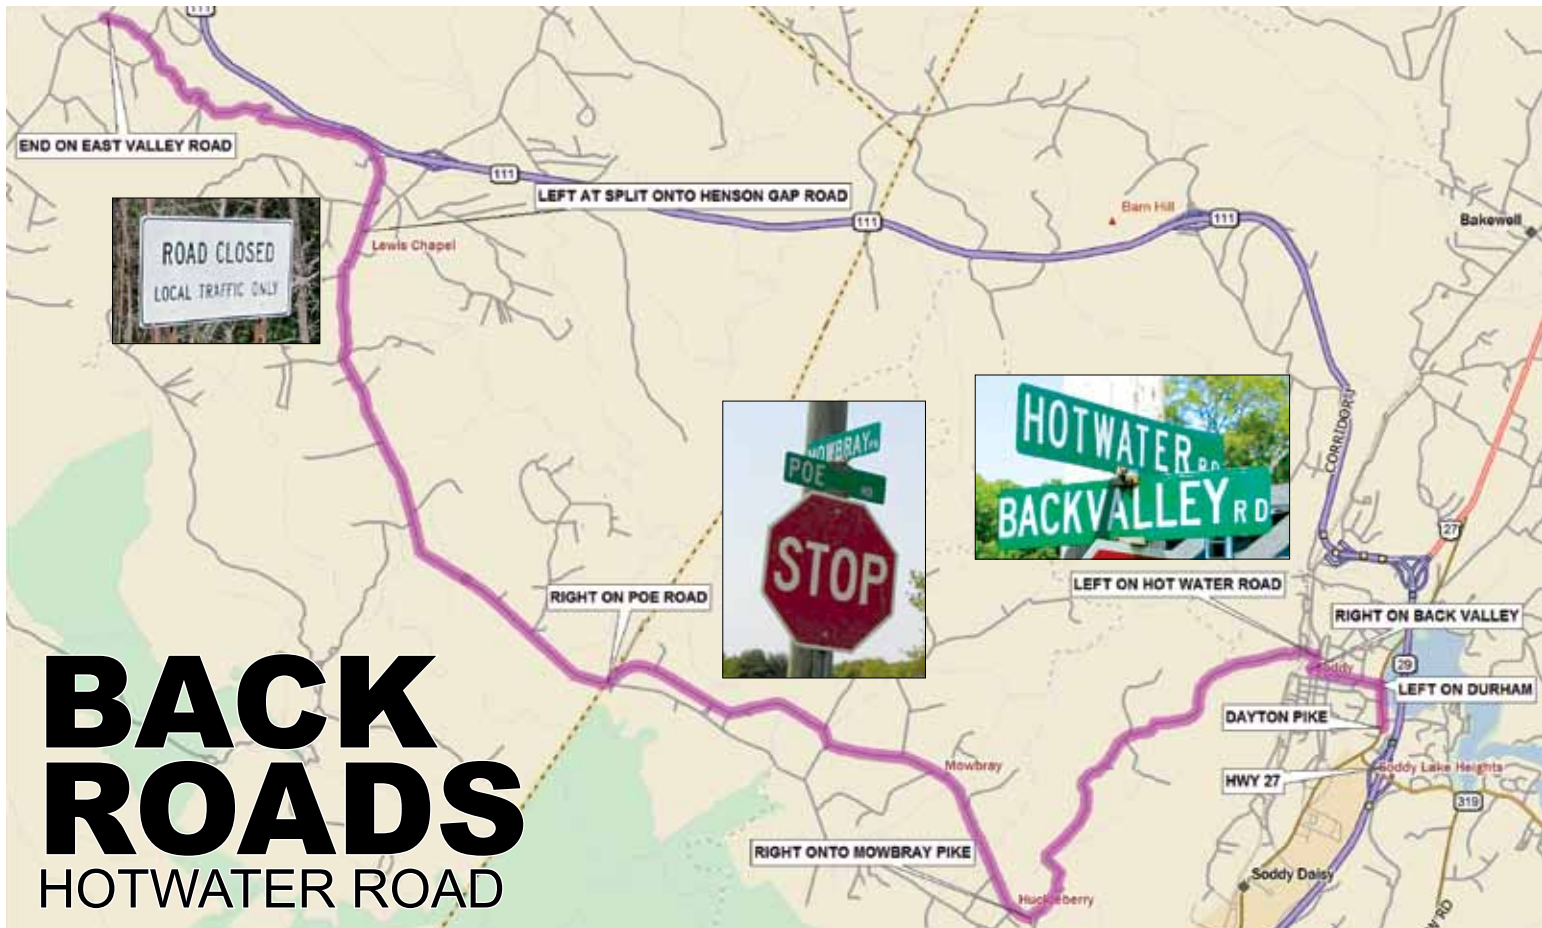 111
END ON EAST VALLEY ROAD
111
LEFT AT SPLIT ONTO HENSON GAP ROAD
111
Barn Hill
111
Bakewell
ROAD CLOSED
LOCAL TRAFFIC ONLY
Lewis Chapel
HOTWATER RD
BACKVALLEY RD
MOWBRAY PK
POE RD
STOP
CORRIDOR J
27
LEFT ON HOT WATER ROAD
RIGHT ON POE ROAD
RIGHT ON BACK VALLEY
Soddy
29
LEFT ON DURHAM
DAYTON PIKE
Mowbray
Soddy Lake Heights
HWY 27
319
RIGHT ONTO MOWBRAY PIKE
Soddy Daisy
Huckleberry
BACK
ROADS
HOTWATER ROAD